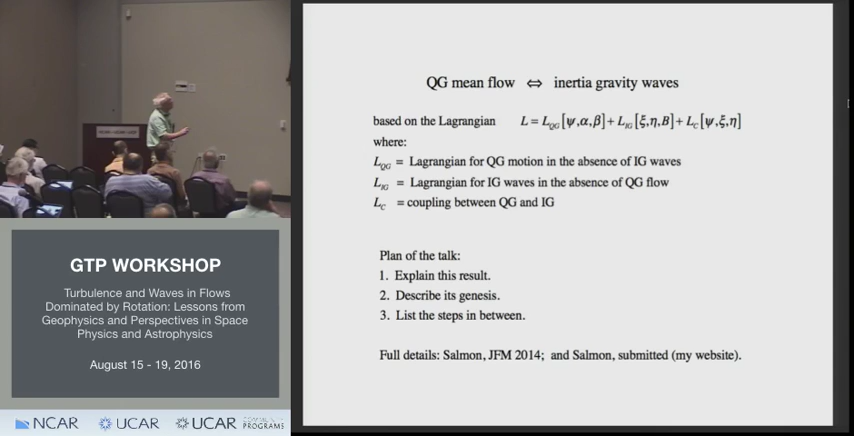 QG mean flow ⇔ inertia gravity waves
based on the Lagrangian L = L_QG[ψ,α,β] + L_IG[ξ,η,B] + L_C[ψ,ξ,η]
where:
L_QG = Lagrangian for QG motion in the absence of IG waves
L_IG = Lagrangian for IG waves in the absence of QG flow
L_C = coupling between QG and IG
Plan of the talk:
1. Explain this result.
2. Describe its genesis.
3. List the steps in between.
Full details: Salmon, JFM 2014; and Salmon, submitted (my website).
GTP WORKSHOP
Turbulence and Waves in Flows
Dominated by Rotation: Lessons from
Geophysics and Perspectives in Space
Physics and Astrophysics
August 15 - 19, 2016
NCAR UCAR UCAR
PROGRAMS